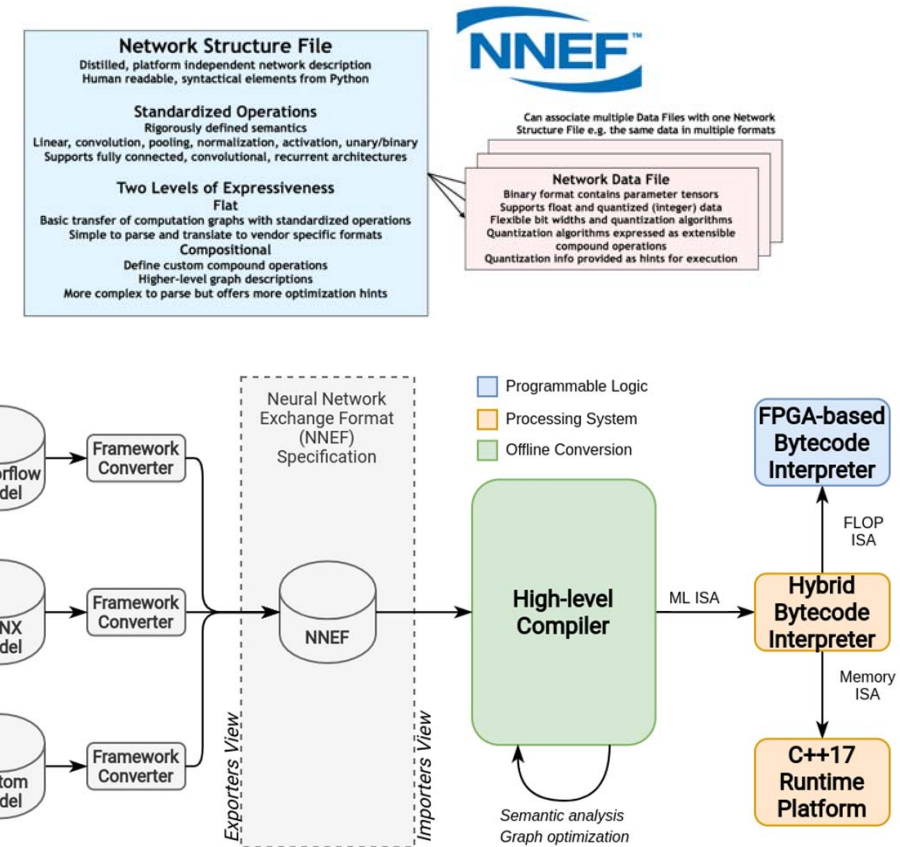 Network Structure File
Distilled, platform independent network description
Human readable, syntactical elements from Python
Standardized Operations
Rigorously defined semantics
Linear, convolution, pooling, normalization, activation, unary/binary
Supports fully connected, convolutional, recurrent architectures
Two Levels of Expressiveness
Flat
Basic transfer of computation graphs with standardized operations
Simple to parse and translate to vendor specific formats
Compositional
Define custom compound operations
Higher-level graph descriptions
More complex to parse but offers more optimization hints
NNEF™
Can associate multiple Data Files with one Network
Structure File e.g. the same data in multiple formats
Network Data File
Binary format contains parameter tensors
Supports float and quantized (integer) data
Flexible bit widths and quantization algorithms
Quantization algorithms expressed as extensible
compound operations
Quantization info provided as hints for execution
rflow
del
Framework
Converter
NX
del
Framework
Converter
tom
del
Framework
Converter
Neural Network
Exchange Format
(NNEF)
Specification
NNEF
Exporters View
Importers View
Programmable Logic
Processing System
Offline Conversion
High-level
Compiler
Semantic analysis
Graph optimization
ML ISA
FPGA-based
Bytecode
Interpreter
FLOP
ISA
Hybrid
Bytecode
Interpreter
Memory
ISA
C++17
Runtime
Platform